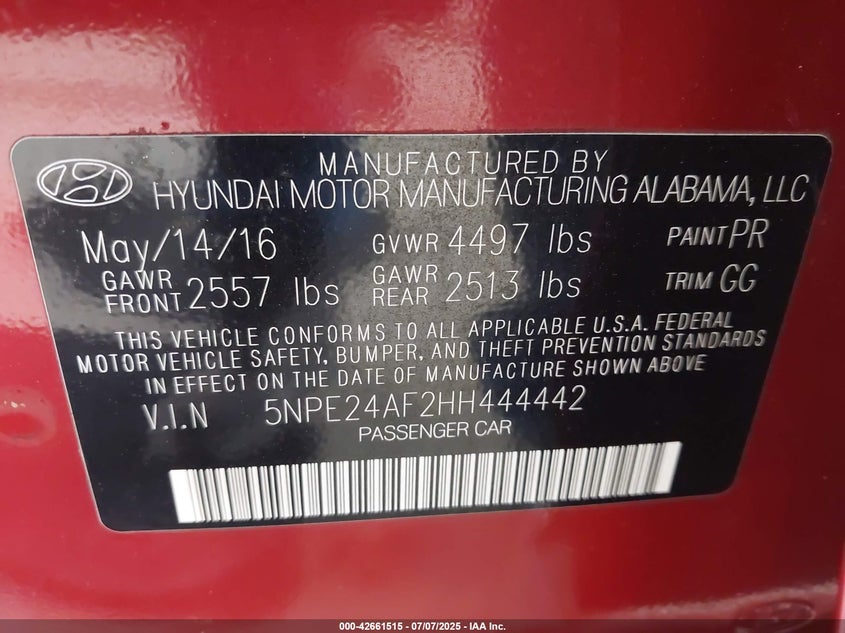 MANUFACTURED BY
HYUNDAI MOTOR MANUFACTURING ALABAMA, LLC
May/14/16 GVWR 4497 lbs PAINT PR
GAWR FRONT 2557 lbs GAWR REAR 2513 lbs TRIM GG
THIS VEHICLE CONFORMS TO ALL APPLICABLE U.S.A. FEDERAL
MOTOR VEHICLE SAFETY, BUMPER, AND THEFT PREVENTION STANDARDS
IN EFFECT ON THE DATE OF MANUFACTURE SHOWN ABOVE
V.I.N 5NPE24AF2HH444442
PASSENGER CAR
000-42661515 - 07/07/2025 - IAA Inc.